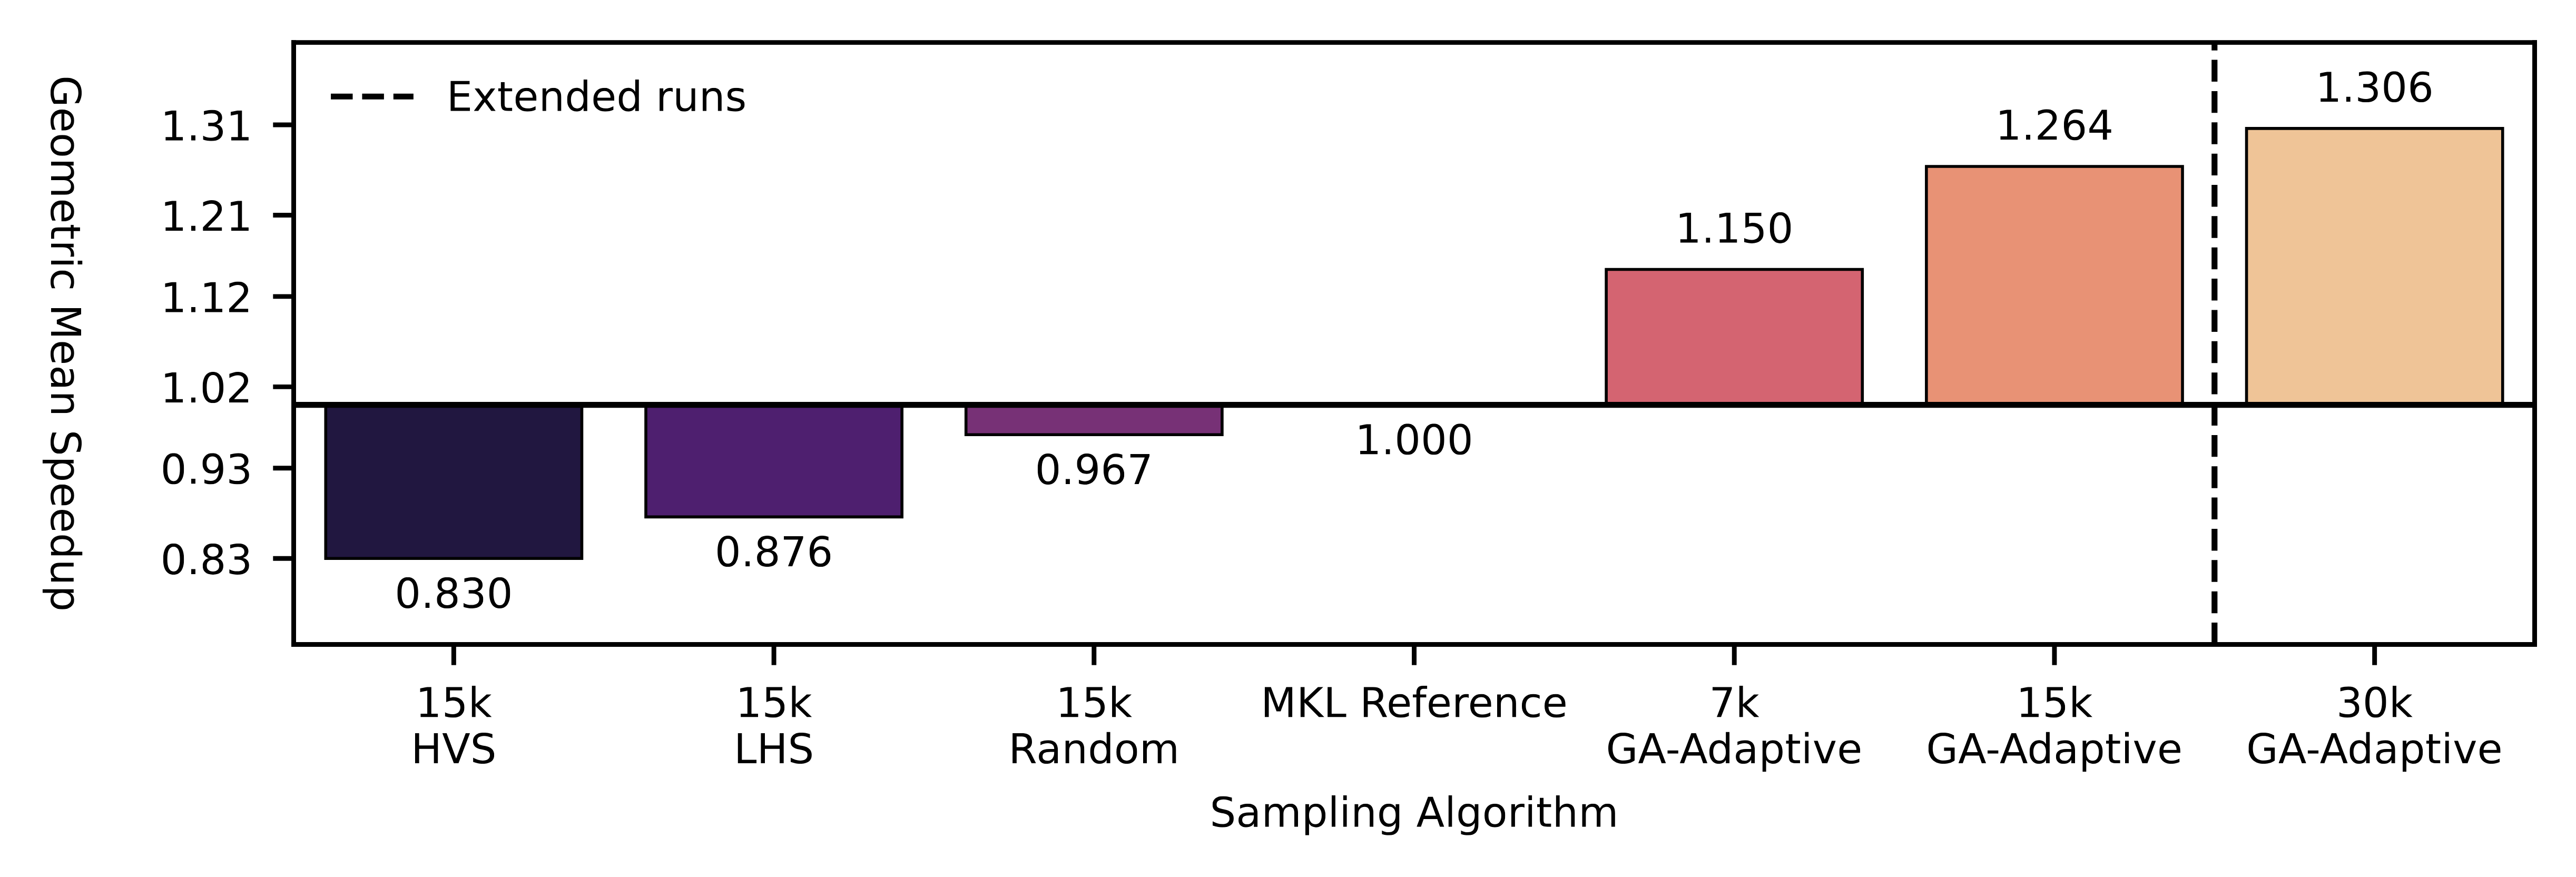 Geometric Mean Speedup
Extended runs
1.31
1.21
1.12
1.02
0.93
0.83
0.830
0.876
0.967
1.000
1.150
1.264
1.306
15k
HVS
15k
LHS
15k
Random
MKL Reference
7k
GA-Adaptive
15k
GA-Adaptive
30k
GA-Adaptive
Sampling Algorithm